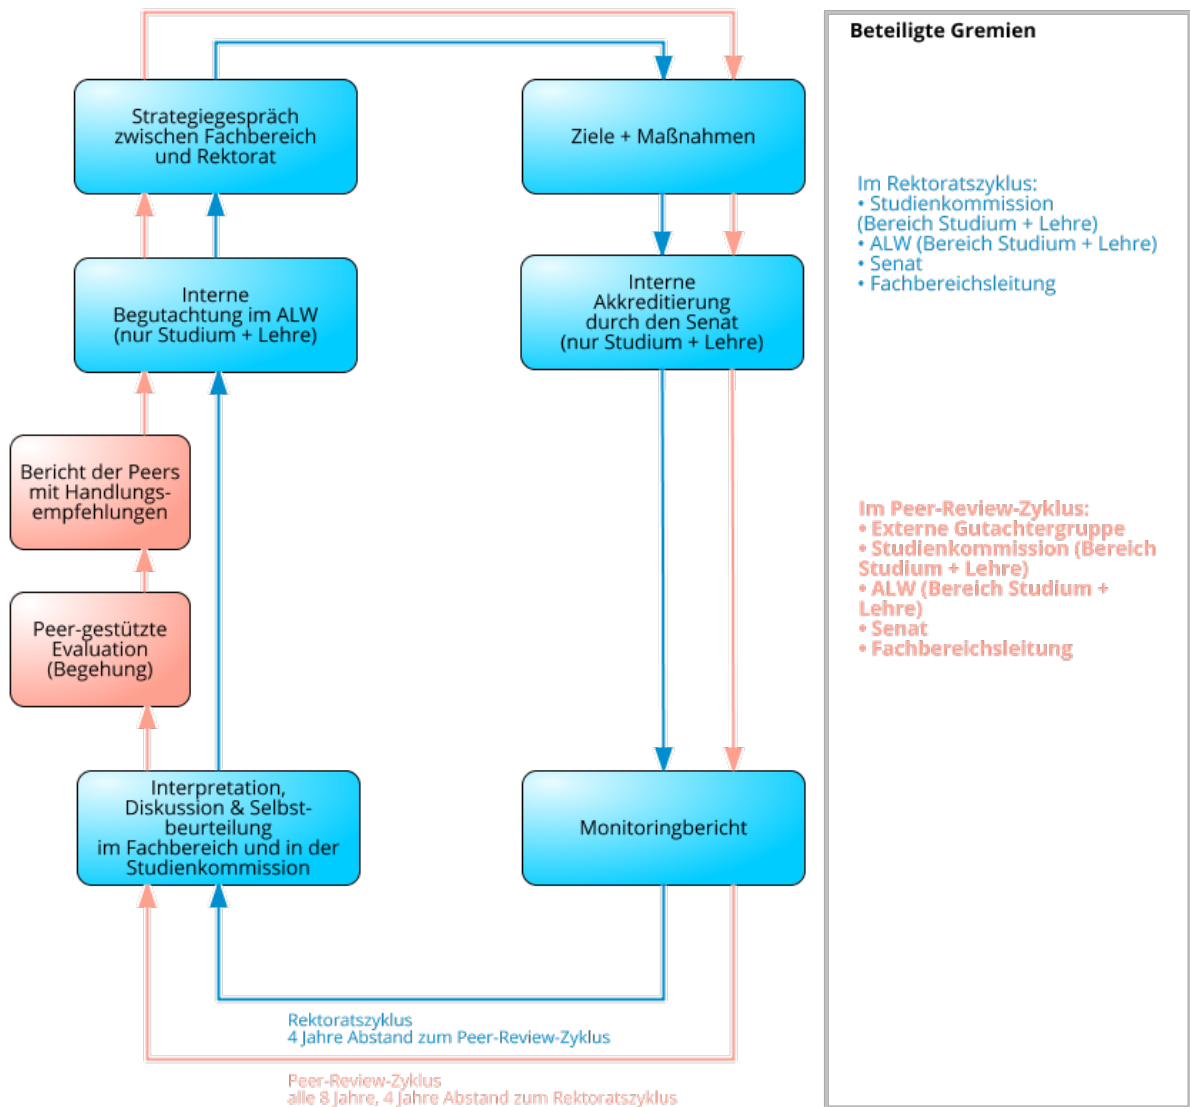 Strategiegespräch
zwischen Fachbereich
und Rektorat
Ziele + Maßnahmen
Interne
Begutachtung im ALW
(nur Studium + Lehre)
Interne
Akkreditierung
durch den Senat
(nur Studium + Lehre)
Bericht der Peers
mit Handlungs-
empfehlungen
Peer-gestützte
Evaluation
(Begehung)
Interpretation,
Diskussion & Selbst-
beurteilung
im Fachbereich und in der
Studienkommission
Monitoringbericht
Rektoratszyklus
4 Jahre Abstand zum Peer-Review-Zyklus
Peer-Review-Zyklus
alle 8 Jahre, 4 Jahre Abstand zum Rektoratszyklus
Beteiligte Gremien
Im Rektoratszyklus:
• Studienkommission
(Bereich Studium + Lehre)
• ALW (Bereich Studium + Lehre)
• Senat
• Fachbereichsleitung
Im Peer-Review-Zyklus:
• Externe Gutachtergruppe
• Studienkommission (Bereich
Studium + Lehre)
• ALW (Bereich Studium +
Lehre)
• Senat
• Fachbereichsleitung